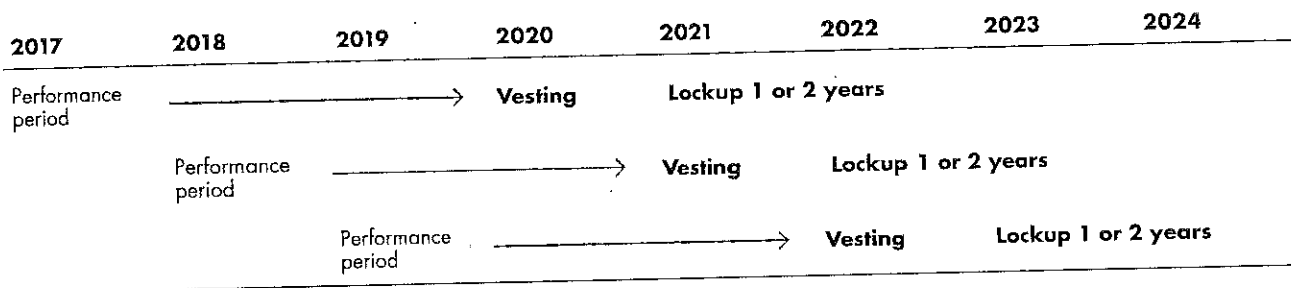 2017 2018 2019 2020 2021 2022 2023 2024
Performance
period
Vesting Lockup 1 or 2 years
Performance
period
Vesting Lockup 1 or 2 years
Performance
period
Vesting Lockup 1 or 2 years